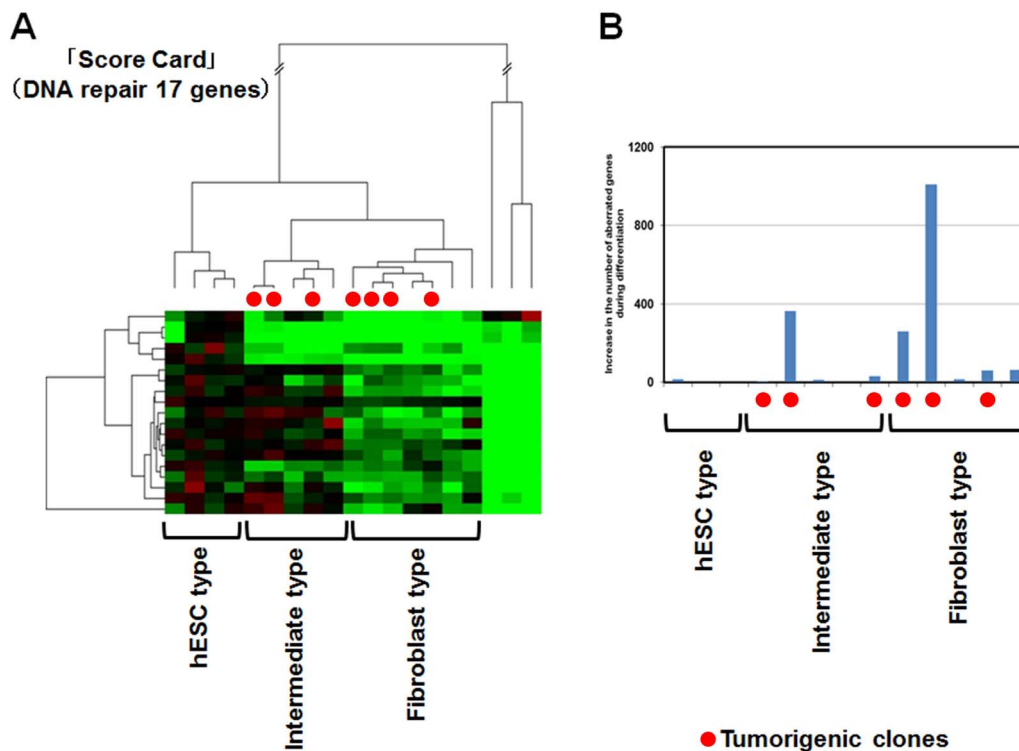 A
「Score Card」
(DNA repair 17 genes)
hESC type
Intermediate type
Fibroblast type
B
Increase in the number of aberrated genes
during differentiation
1200
800
400
0
hESC type
Intermediate type
Fibroblast type
Tumorigenic clones